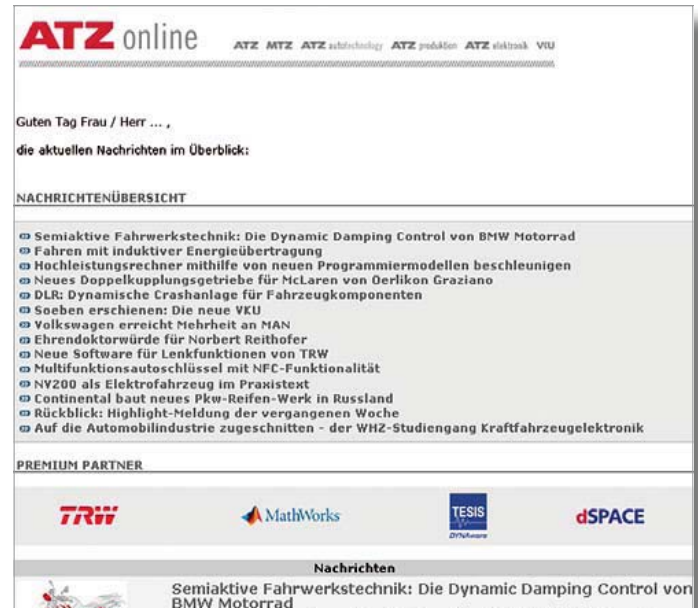 ATZ online ATZ MTZ ATZ autotechnology ATZ produktion ATZ elektronik VKU
Guten Tag Frau / Herr ... ,
die aktuellen Nachrichten im Überblick:
NACHRICHTENÜBERSICHT
Semiaktive Fahrwerkstechnik: Die Dynamic Damping Control von BMW Motorrad
Fahren mit induktiver Energieübertragung
Hochleistungsrechner mithilfe von neuen Programmiermodellen beschleunigen
Neues Doppelkupplungsgetriebe für McLaren von Oerlikon Graziano
DLR: Dynamische Crashanlage für Fahrzeugkomponenten
Soeben erschienen: Die neue VKU
Volkswagen erreicht Mehrheit an MAN
Ehrendoktorwürde für Norbert Reithofer
Neue Software für Lenkfunktionen von TRW
Multifunktionsautoschlüssel mit NFC-Funktionalität
NV200 als Elektrofahrzeug im Praxistext
Continental baut neues Pkw-Reifen-Werk in Russland
Rückblick: Highlight-Meldung der vergangenen Woche
Auf die Automobilindustrie zugeschnitten - der WHZ-Studiengang Kraftfahrzeugelektronik
PREMIUM PARTNER
TRW MathWorks TESIS DYNAware dSPACE
Nachrichten
Semiaktive Fahrwerkstechnik: Die Dynamic Damping Control von
BMW Motorrad